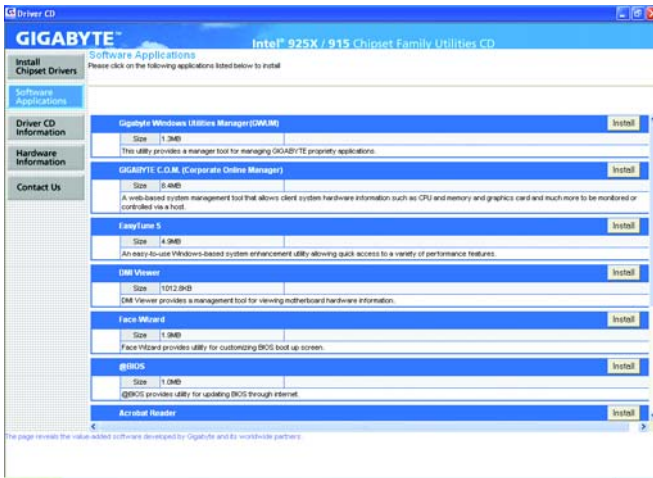 Driver CD
GIGABYTE™
Intel® 925X / 915 Chipset Family Utilities CD
Install
Chipset Drivers
Software
Applications
Driver CD
Information
Hardware
Information
Contact Us
Software Applications
Please click on the following applications listed below to install
Gigabyte Windows Utilities Manager(GWUM) Install
Size 1.3MB
This utility provides a manager tool for managing GIGABYTE propriety applications.
GIGABYTE C.O.M. (Corporate Online Manager) Install
Size 8.4MB
A web-based system management tool that allows client system hardware information such as CPU and memory and graphics card and much more to be monitored or
controlled via a host.
EasyTune 5 Install
Size 4.9MB
An easy-to-use Windows-based system enhancement utility allowing quick access to a variety of performance features.
DMI Viewer Install
Size 1012.8KB
DMI Viewer provides a management tool for viewing motherboard hardware information.
Face-Wizard Install
Size 1.9MB
Face Wizard provides utility for customizing BIOS boot up screen.
@BIOS Install
Size 1.0MB
@BIOS provides utility for updating BIOS through internet.
Acrobat Reader Install
The page reveals the value-added software developed by Gigabyte and its worldwide partners.